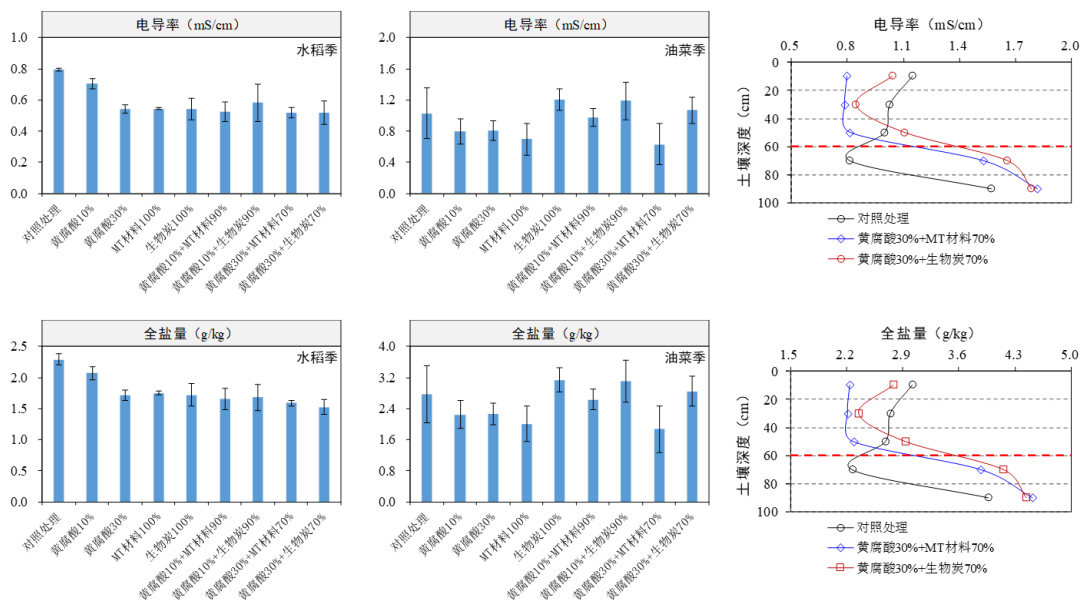 电导率（mS/cm）
水稻季
1.0
0.8
0.6
0.4
0.2
0.0
对照处理
黄腐酸10%
黄腐酸30%
MT材料100%
生物炭100%
黄腐酸10%+MT材料90%
黄腐酸10%+生物炭90%
黄腐酸30%+MT材料70%
黄腐酸30%+生物炭70%
电导率（mS/cm）
油菜季
2.0
1.6
1.2
0.8
0.4
0.0
对照处理
黄腐酸10%
黄腐酸30%
MT材料100%
生物炭100%
黄腐酸10%+MT材料90%
黄腐酸10%+生物炭90%
黄腐酸30%+MT材料70%
黄腐酸30%+生物炭70%
电导率（mS/cm）
0.5 0.8 1.1 1.4 1.7 2.0
土壤深度（cm）
0
20
40
60
80
100
对照处理
黄腐酸30%+MT材料70%
黄腐酸30%+生物炭70%
全盐量（g/kg）
水稻季
2.5
2.0
1.5
1.0
0.5
0.0
对照处理
黄腐酸10%
黄腐酸30%
MT材料100%
生物炭100%
黄腐酸10%+MT材料90%
黄腐酸10%+生物炭90%
黄腐酸30%+MT材料70%
黄腐酸30%+生物炭70%
全盐量（g/kg）
油菜季
4.0
3.2
2.4
1.6
0.8
0.0
对照处理
黄腐酸10%
黄腐酸30%
MT材料100%
生物炭100%
黄腐酸10%+MT材料90%
黄腐酸10%+生物炭90%
黄腐酸30%+MT材料70%
黄腐酸30%+生物炭70%
全盐量（g/kg）
1.5 2.2 2.9 3.6 4.3 5.0
土壤深度（cm）
0
20
40
60
80
100
对照处理
黄腐酸30%+MT材料70%
黄腐酸30%+生物炭70%